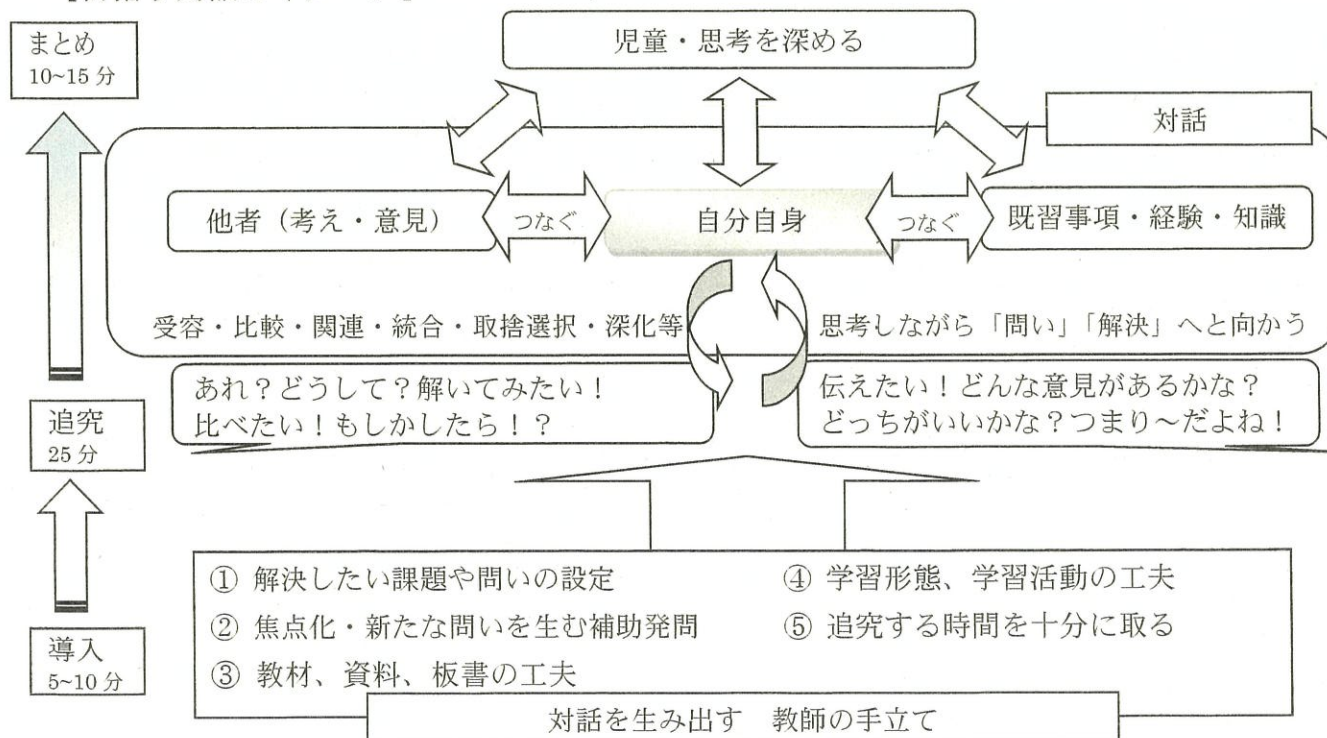 まとめ
10~15 分
児童・思考を深める
対話
他者(考え・意見)
つなぐ
自分自身
つなぐ
既習事項・経験・知識
受容・比較・関連・統合・取捨選択・深化等
思考しながら「問い」「解決」へと向かう
あれ?どうして?解いてみたい!
比べたい!もしかしたら!?
伝えたい!どんな意見があるかな?
どっちがいいかな?つまり~だよね!
追究
25 分
導入
5~10 分
① 解決したい課題や問いの設定
② 焦点化・新たな問いを生む補助発問
③ 教材、資料、板書の工夫
④ 学習形態、学習活動の工夫
⑤ 追究する時間を十分に取る
対話を生み出す 教師の手立て